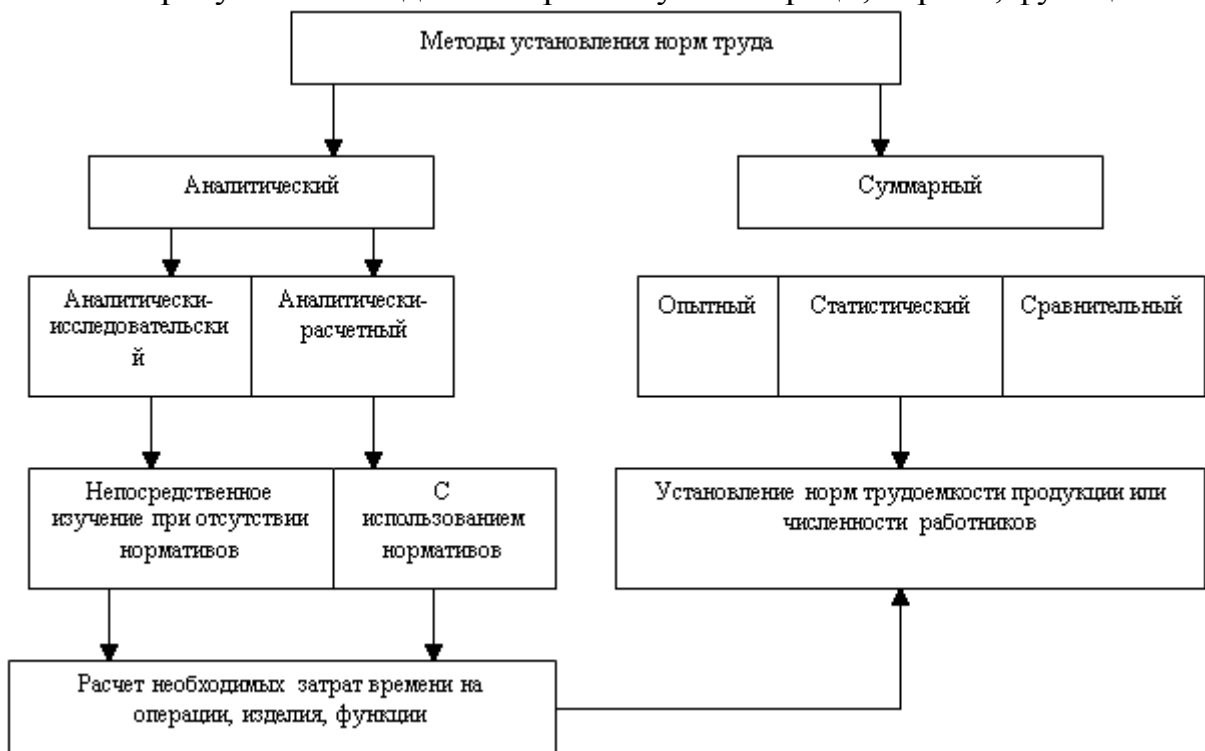 Методы установления норм труда
Аналитический
Суммарный
Аналитически-
исследовательски
й
Аналитически-
расчетный
Опытный
Статистический
Сравнительный
Непосредственное
изучение при отсутствии
нормативов
С
использованием
нормативов
Установление норм трудоемкости продукции или
численности работников
Расчет необходимых затрат времени на
операции, изделия, функции